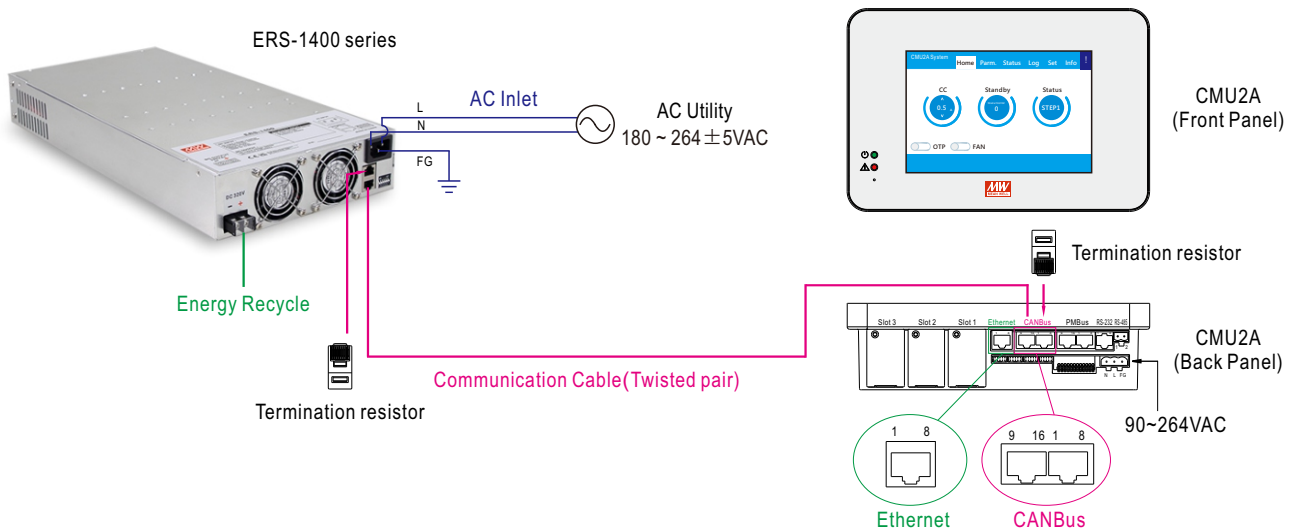 ERS-1400 series
L
AC Inlet
N
FG
AC Utility
180 ~ 264±5VAC
DC 500V
- +
Energy Recycle
Termination resistor
Communication Cable(Twisted pair)
CMU2A System
Home Parm. Status Log Set Info !
CC
Standby
Status
0.5
0
STEP1
OTP
FAN
MW
CMU2A
(Front Panel)
Termination resistor
Slot 3 Slot 2 Slot 1 Ethernet CANBus PMBus RS-232 RS-485
N L FG
CMU2A
(Back Panel)
90~264VAC
1 8
9 16 1 8
Ethernet
CANBus